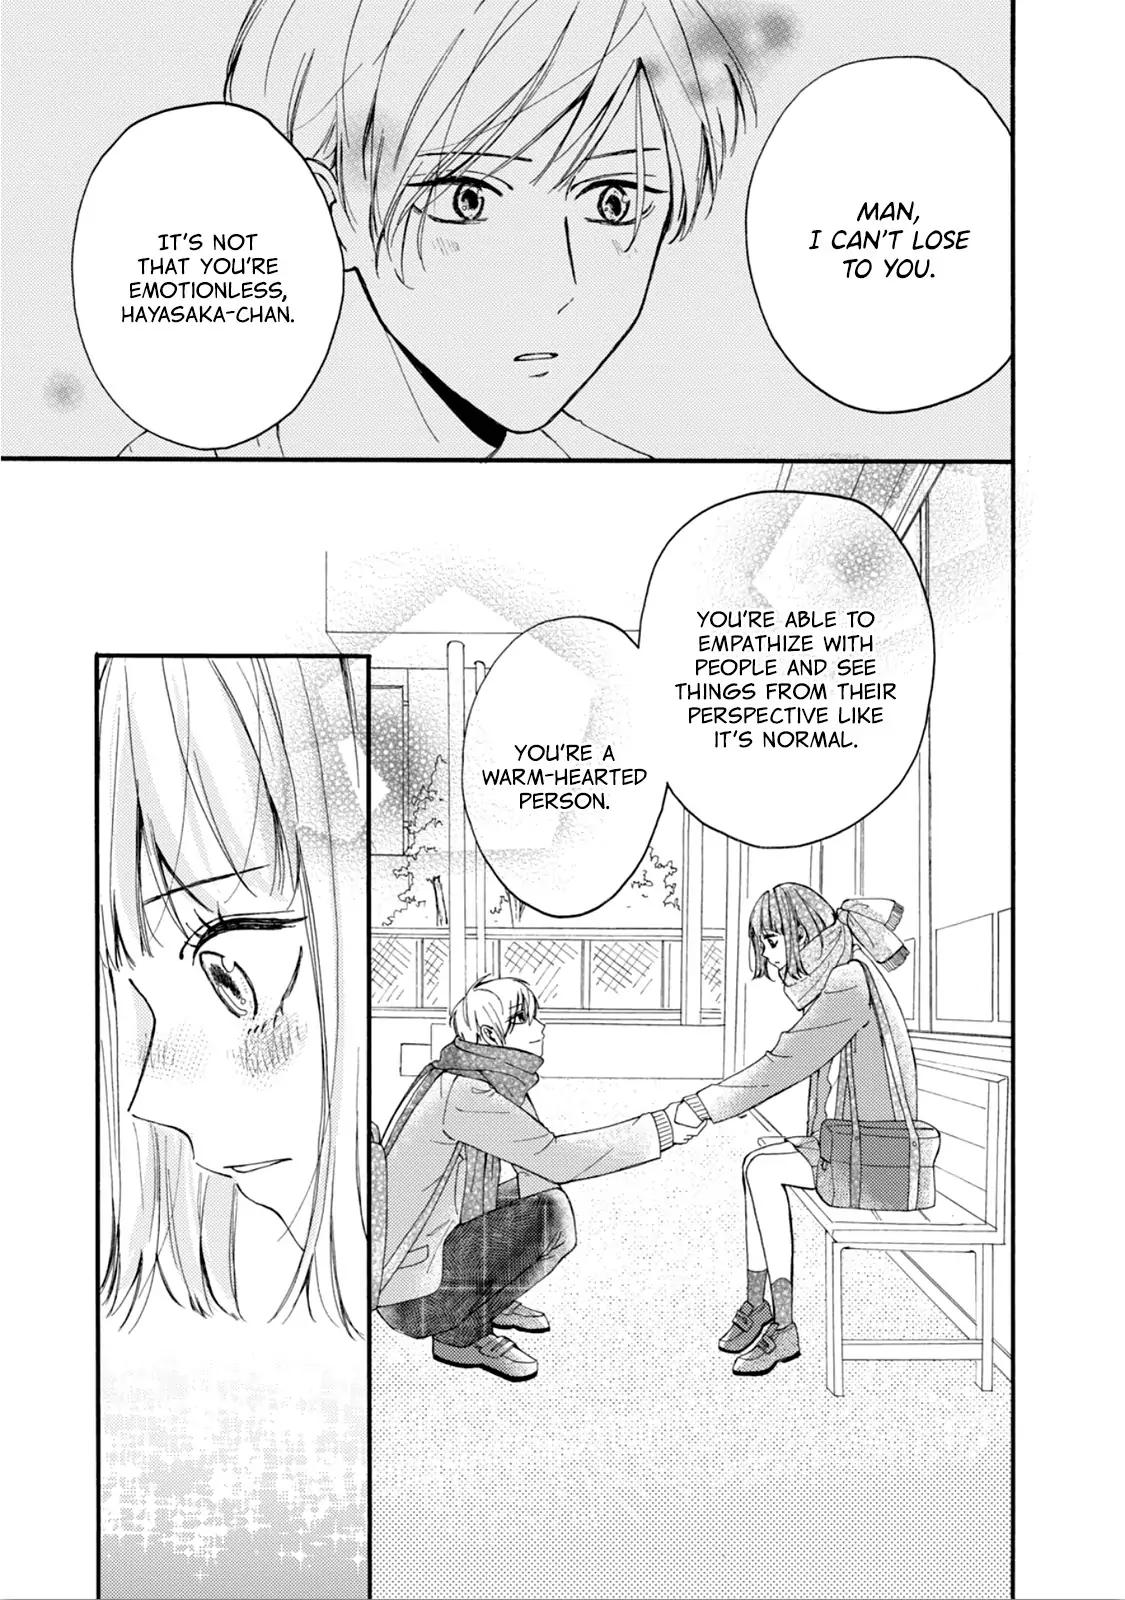 MAN,
I CAN'T LOSE
TO YOU.
IT'S NOT
THAT YOU'RE
EMOTIONLESS,
HAYASAKA-CHAN.
YOU'RE ABLE TO
EMPATHIZE WITH
PEOPLE AND SEE
THINGS FROM THEIR
PERSPECTIVE LIKE
IT'S NORMAL.
YOU'RE A
WARM-HEARTED
PERSON.